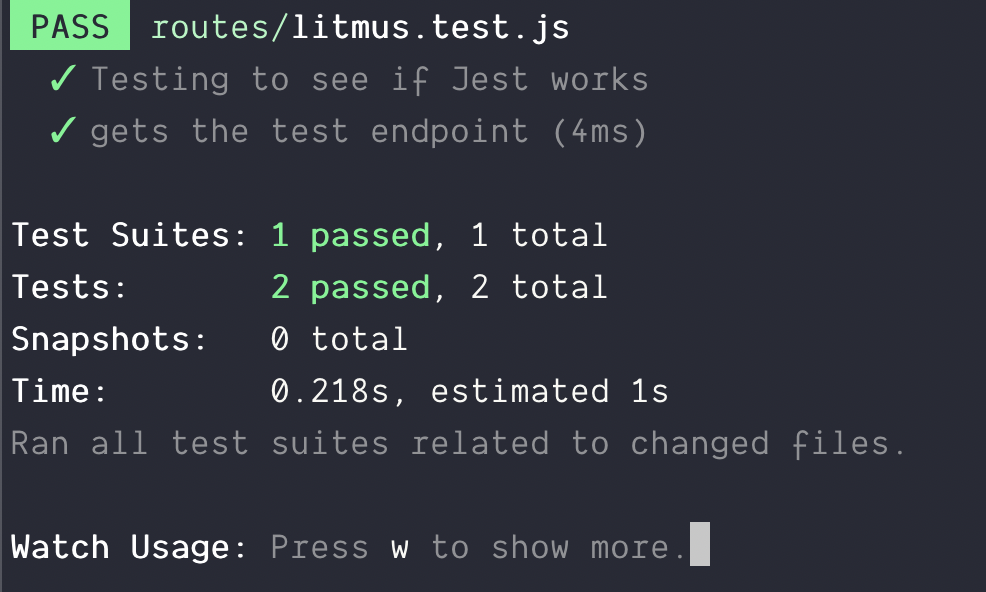 PASS routes/litmus.test.js
✓ Testing to see if Jest works
✓ gets the test endpoint (4ms)
Test Suites: 1 passed, 1 total
Tests: 2 passed, 2 total
Snapshots: 0 total
Time: 0.218s, estimated 1s
Ran all test suites related to changed files.
Watch Usage: Press w to show more.